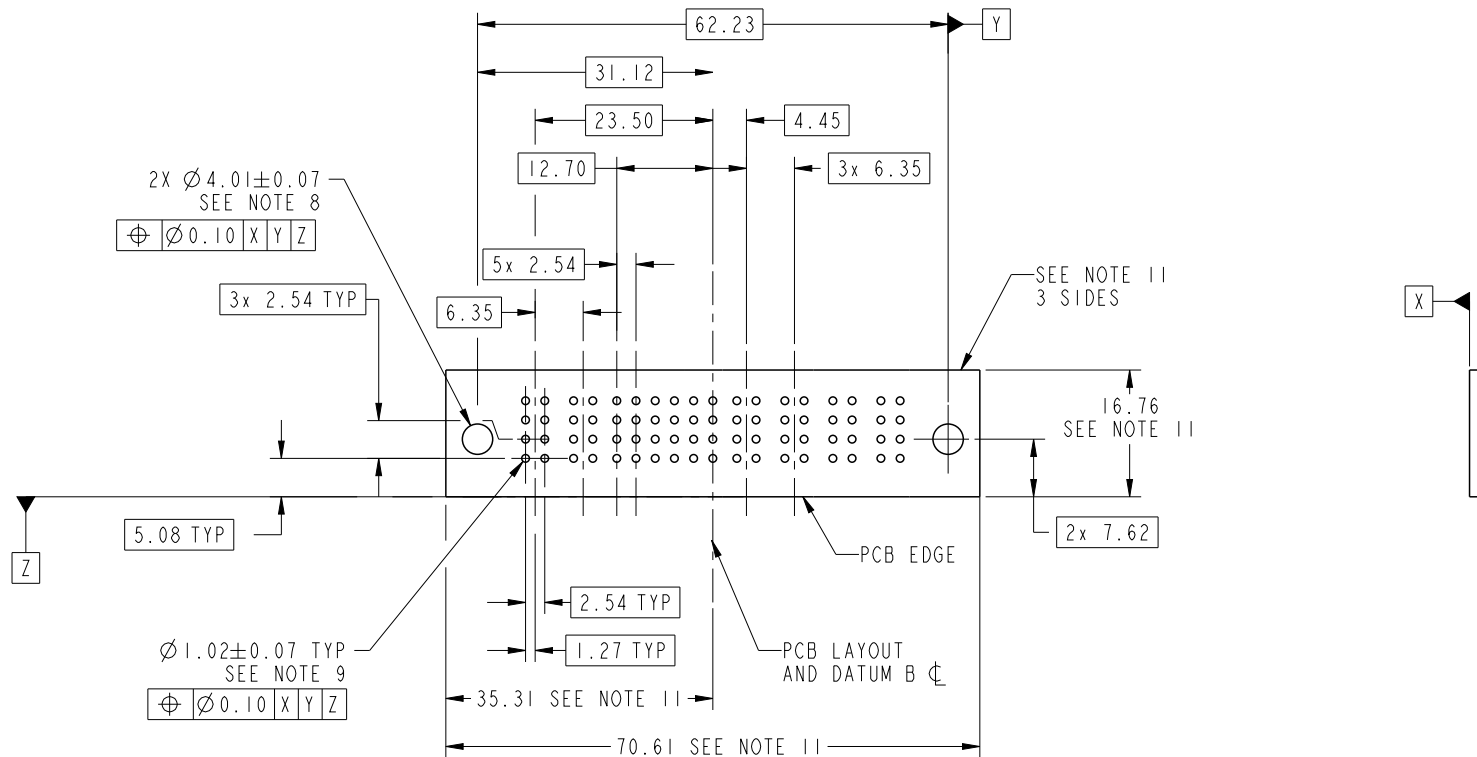 62.23
Y
31.12
23.50
4.45
12.70
3x 6.35
2X Ø4.01±0.07
SEE NOTE 8
⌖ Ø0.10 X Y Z
5x 2.54
SEE NOTE 11
3 SIDES
3x 2.54 TYP
X
6.35
16.76
SEE NOTE 11
5.08 TYP
2x 7.62
Z
PCB EDGE
2.54 TYP
Ø1.02±0.07 TYP
SEE NOTE 9
⌖ Ø0.10 X Y Z
1.27 TYP
PCB LAYOUT
AND DATUM B ℄
35.31 SEE NOTE 11
70.61 SEE NOTE 11